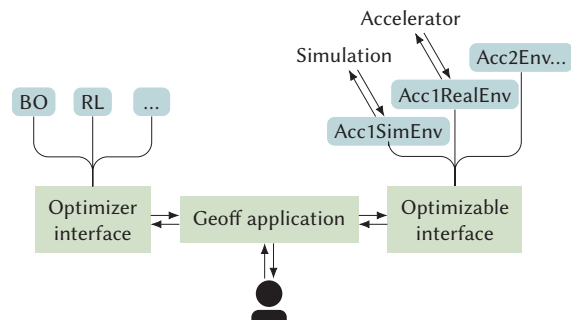 Accelerator
Simulation
Acc2Env...
BO
RL
...
Acc1RealEnv
Acc1SimEnv
Optimizer
interface
Geoff application
Optimizable
interface